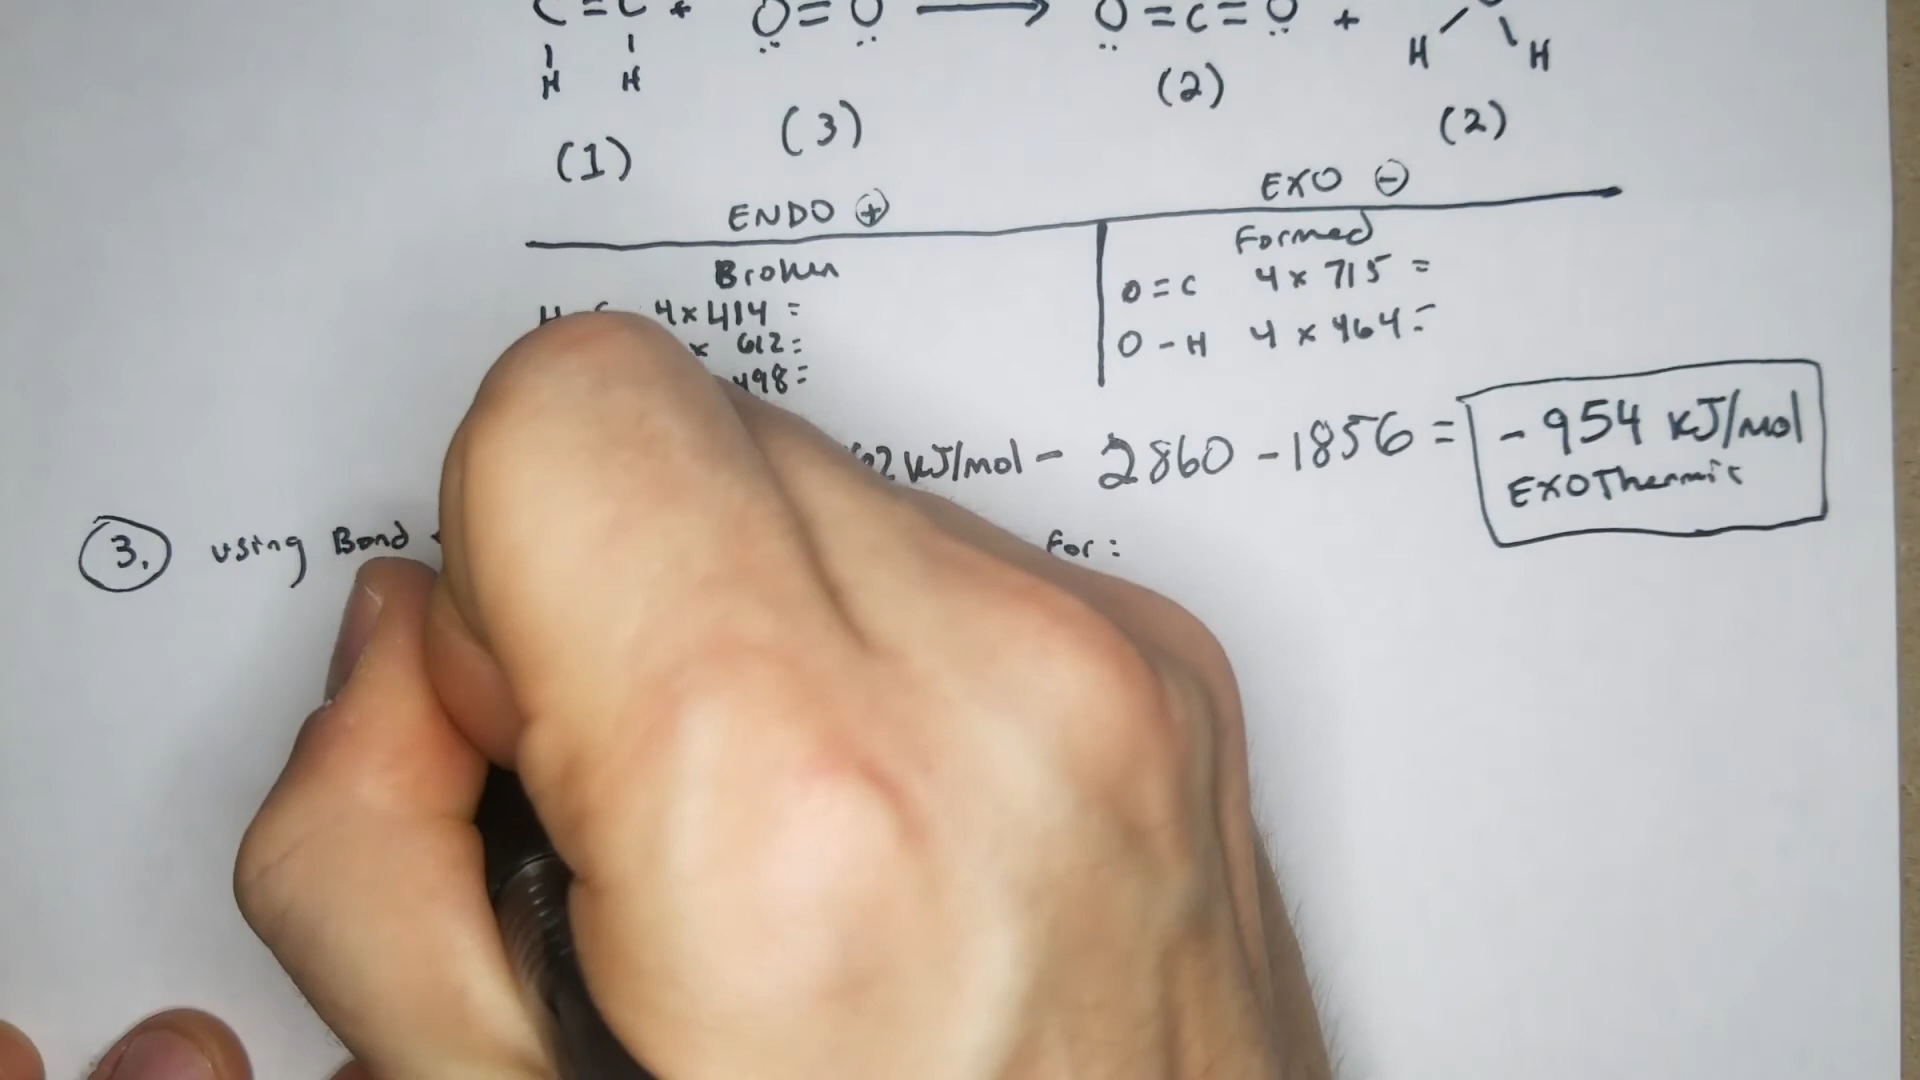 C = C + O = O → O = C = O +
H H H H
(1) (3) (2) (2)
ENDO ⊕ EXO ⊖
Broken Formed
4 x 414 = O = C 4 x 715 =
x 612 = O - H 4 x 464 =
498 =
kJ/mol - 2860 - 1856 = - 954 kJ/mol
EXOThermic
3. using Bond For :